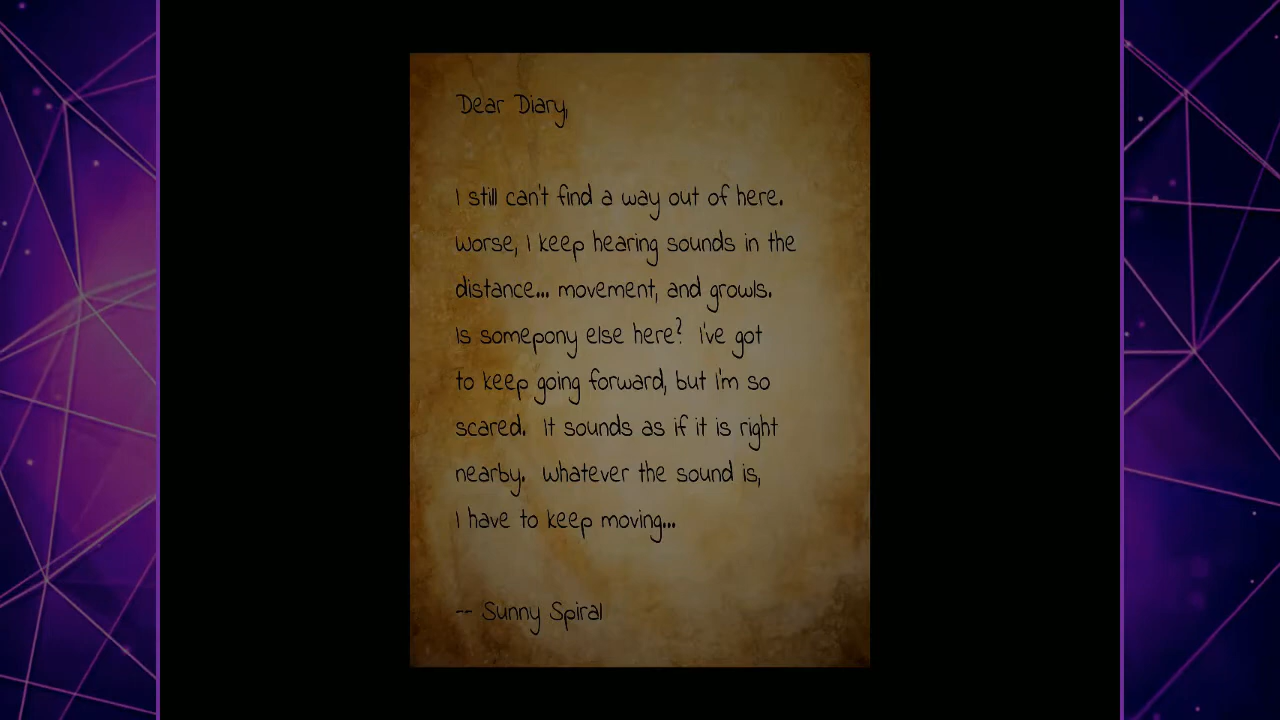 Dear Diary,
I still can't find a way out of here.
Worse, I keep hearing sounds in the
distance... movement, and growls.
Is somepony else here?  I've got
to keep going forward, but I'm so
scared.  It sounds as if it is right
nearby.  Whatever the sound is,
I have to keep moving...
-- Sunny Spiral